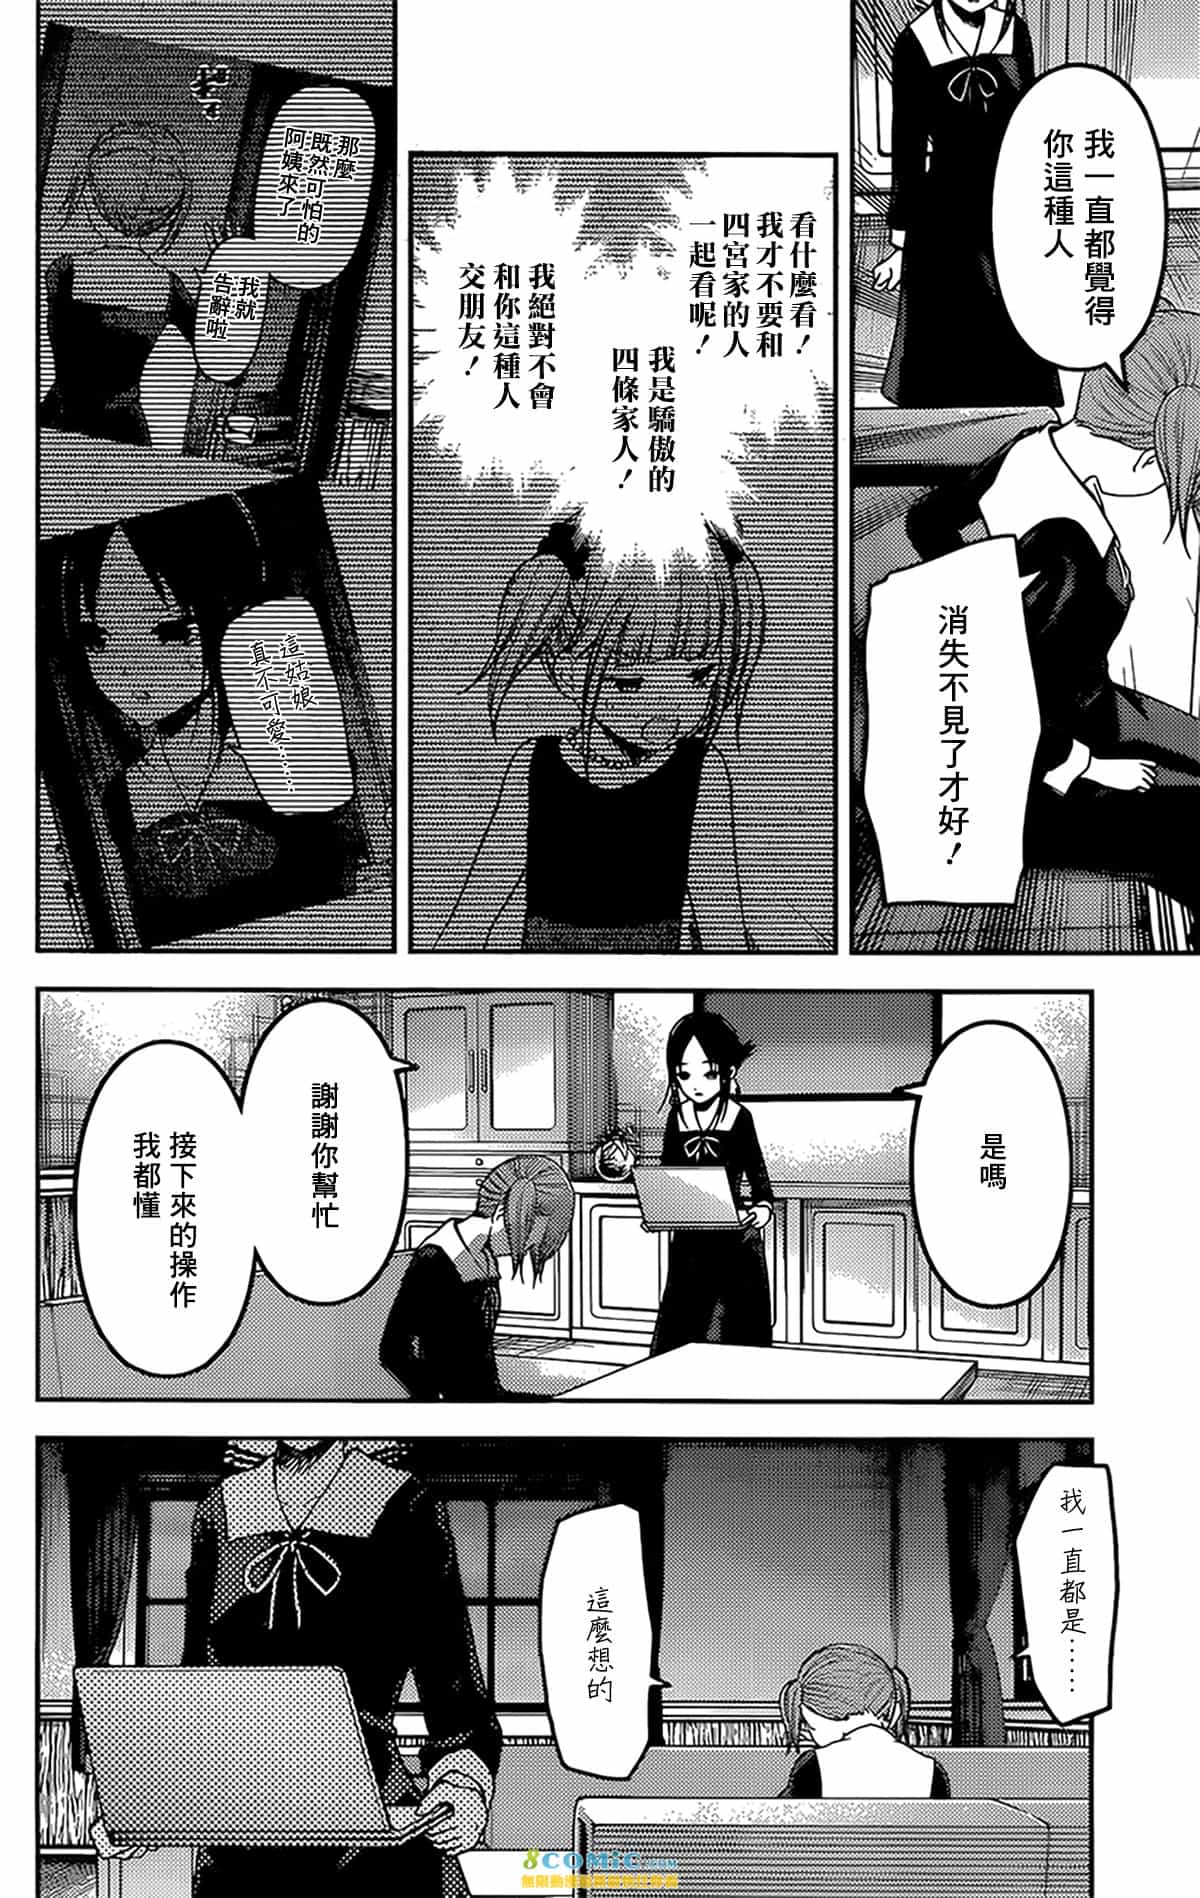 我一直都覺得
你這種人
消失不見了才好！
看什麼看！
我才不要和
四宮家的人
一起看呢！
我是驕傲的
四條家人！
我絕對不會
和你這種人
交朋友！
那麼
既然可怕的
阿姨來了
我就
告辭啦
這姑娘
真不可愛……
是嗎
謝謝你幫忙
接下來的操作
我都懂
我一直都是……
這麼想的
8COMIC.COM